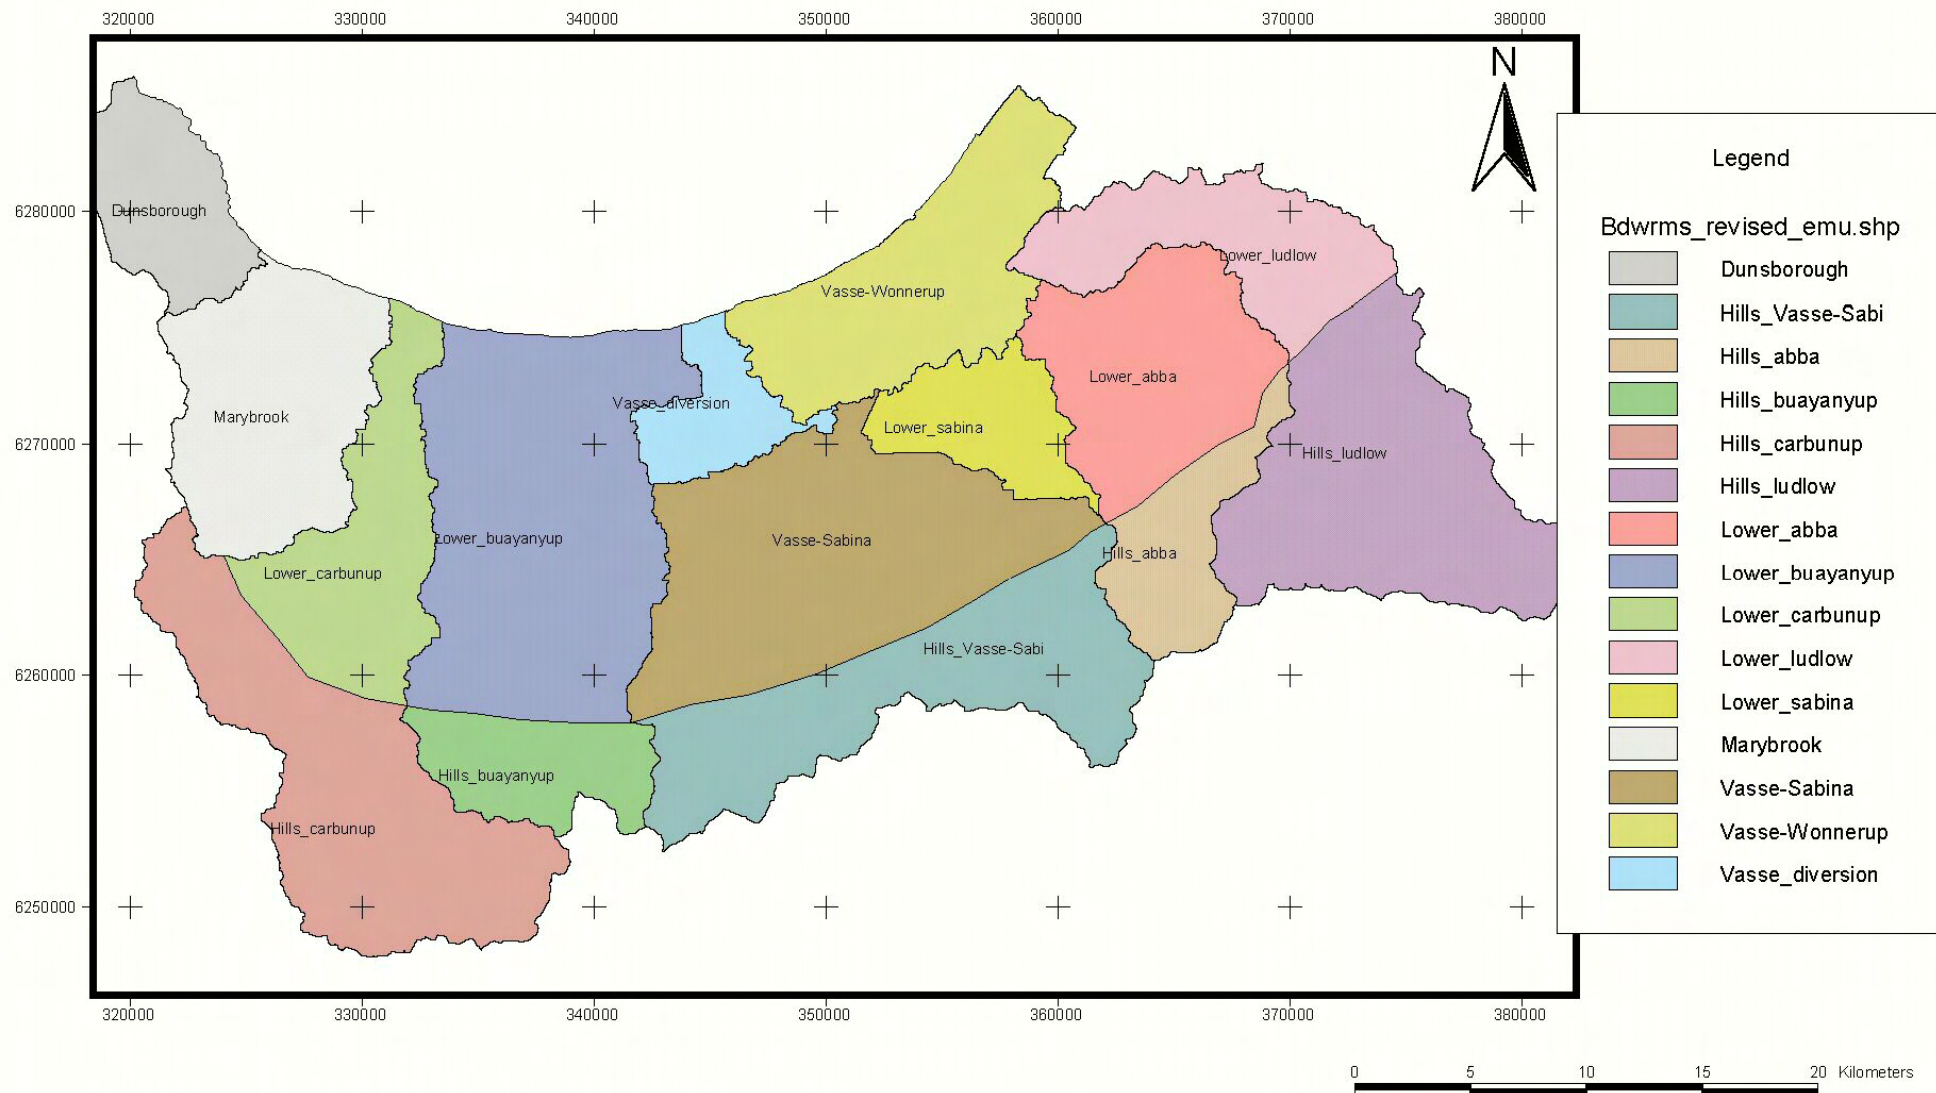 320000 330000 340000 350000 360000 370000 380000
N
Legend
Bdwrms_revised_emu.shp
Dunsborough
Hills_Vasse-Sabi
Hills_abba
Hills_buayanyup
Hills_carbunup
Hills_ludlow
Lower_abba
Lower_buayanyup
Lower_carbunup
Lower_ludlow
Lower_sabina
Marybrook
Vasse-Sabina
Vasse-Wonnerup
Vasse_diversion
6280000
6270000
6260000
6250000
Dunsborough
Lower_ludlow
Vasse-Wonnerup
Lower_abba
Vasse_diversion
Marybrook
Lower_sabina
Hills_ludlow
Lower_buayanyup
Vasse-Sabina
Hills_abba
Lower_carbunup
Hills_Vasse-Sabi
Hills_buayanyup
Hills_carbunup
320000 330000 340000 350000 360000 370000 380000
0 5 10 15 20 Kilometers